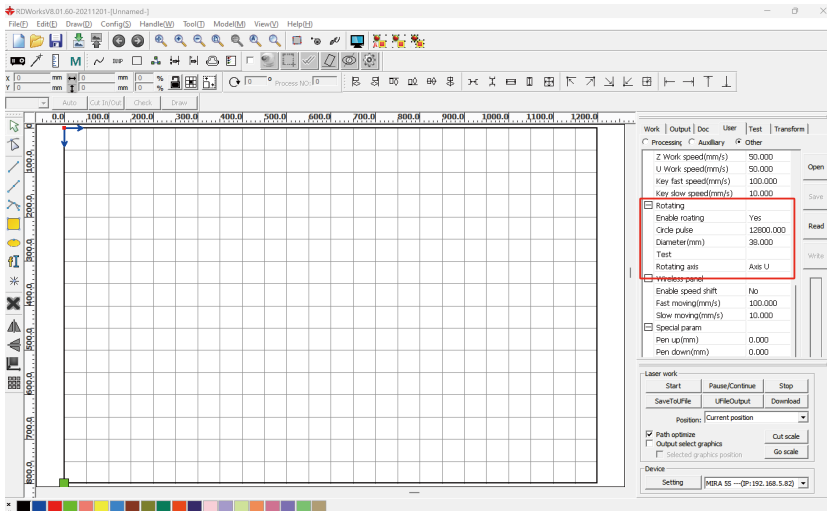 RDWorksV8.01.60-20211201-[Unnamed-]
File(F) Edit(E) Draw(D) Config(S) Handle(W) Tool(T) Model(M) View(V) Help(H)
M BMP
X 0 mm 0 mm 0 % 0 ° Process NO: 0
Y 0 mm 0 mm 0 %
Auto Cut In/Out Check Draw
0.0 100.0 200.0 300.0 400.0 500.0 600.0 700.0 800.0 900.0 1000.0 1100.0 1200.0
0
100.0
200.0
300.0
400.0
500.0
600.0
700.0
800.0
Work Output Doc User Test Transform
Processing Auxilliary Other
Z Work speed(mm/s) 50.000
U Work speed(mm/s) 50.000
Key fast speed(mm/s) 100.000
Key slow speed(mm/s) 10.000
Rotating
Enable roating Yes
Circle pulse 12800.000
Diameter(mm) 38.000
Test
Rotating axis Axis U
Wireless panel
Enable speed shift No
Fast moving(mm/s) 100.000
Slow moving(mm/s) 10.000
Special param
Pen up(mm) 0.000
Pen down(mm) 0.000
Open
Save
Read
Write
Laser work
Start Pause/Continue Stop
SaveToUFile UFileOutput Download
Position: Current position
Path optimize Cut scale
Output select graphics
Selected graphics position Go scale
Device
Setting MIRA 5S ---(IP:192.168.5.82)